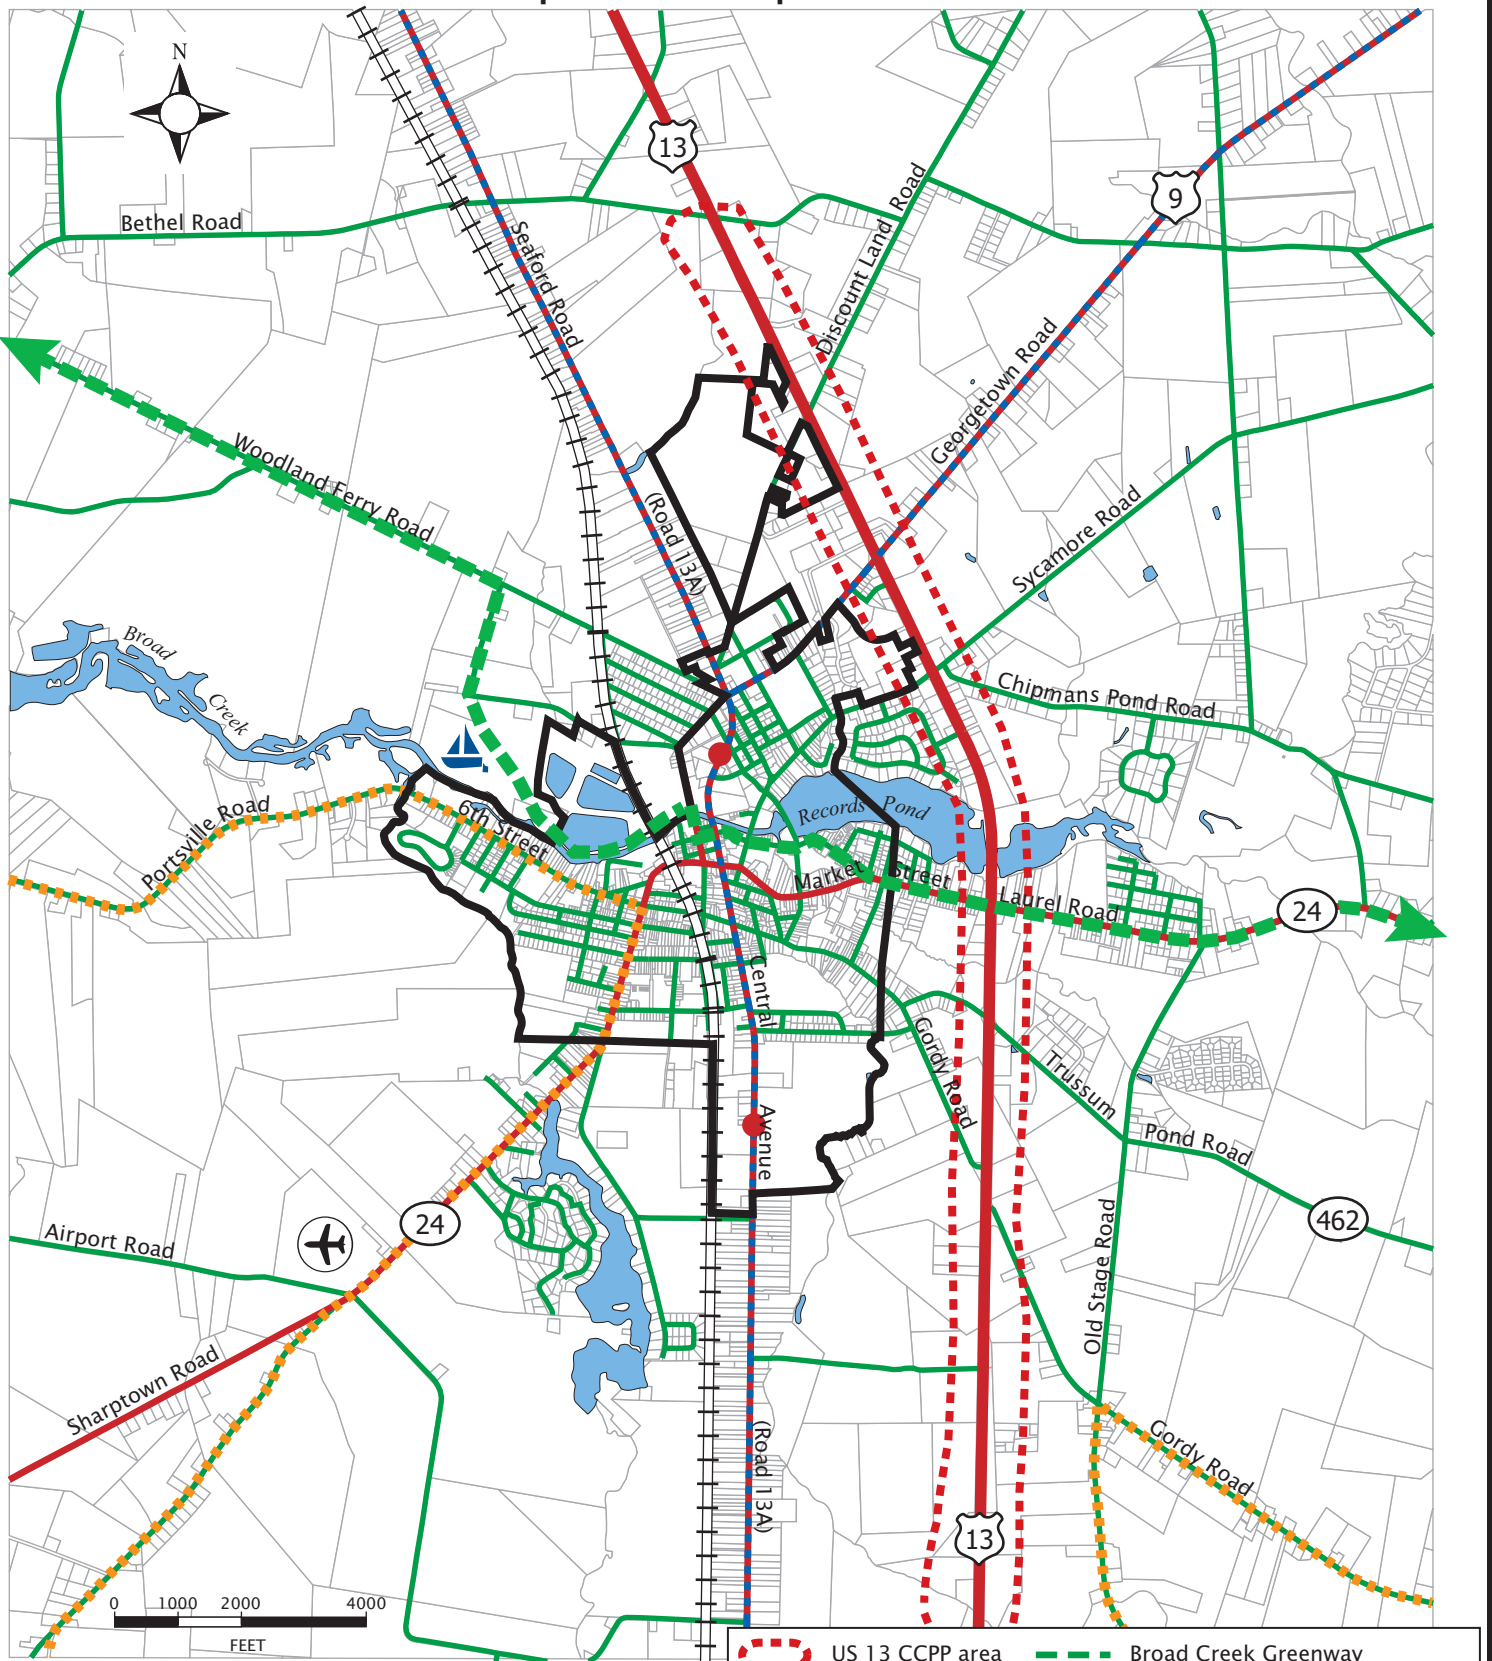 N
13
9
Bethel Road
Seaford Road
Discount Land Road
Georgetown Road
Woodland Ferry Road
(Road 13A)
Sycamore Road
Broad
Creek
Chipmans Pond Road
Portsville Road
6th Street
Records Pond
Market Street
Laurel Road
24
Central
Avenue
Gordy Road
Trussum
Pond Road
462
Old Stage Road
Airport Road
24
Sharptown Road
Gordy Road
(Road 13A)
13
0 1000 2000 4000
FEET
US 13 CCPP area
Broad Creek Greenway